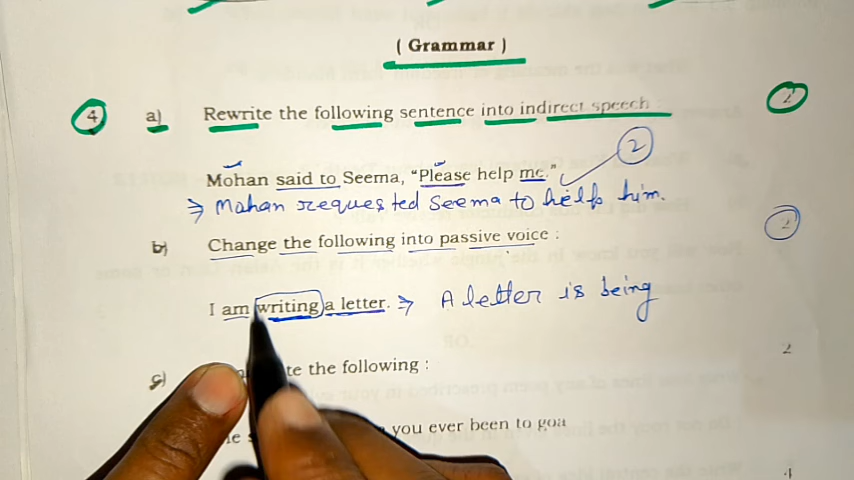 ( Grammar )
4 a) Rewrite the following sentence into indirect speech : 2
2
Mohan said to Seema, "Please help me."
⇒ Mohan requested Seema to help him.
b) Change the following into passive voice : 2
I am writing a letter. ⇒ A letter is being
c) te the following : 2
you ever been to goa
4